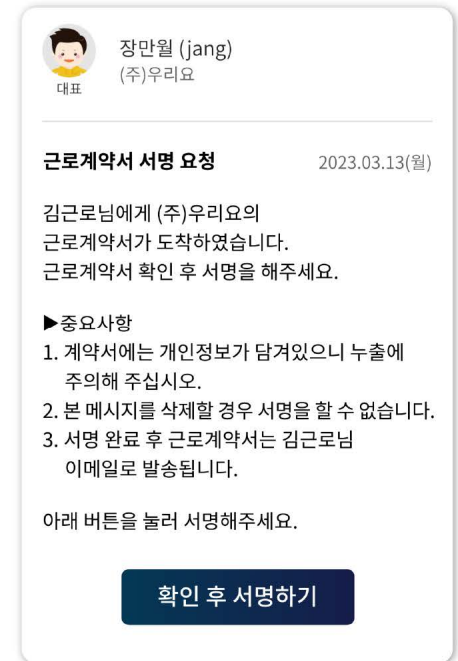 장만월 (jang)
(주)우리요
대표
근로계약서 서명 요청
2023.03.13(월)
김근로님에게 (주)우리요의
근로계약서가 도착하였습니다.
근로계약서 확인 후 서명을 해주세요.
▶중요사항
1. 계약서에는 개인정보가 담겨있으니 누출에
주의해 주십시오.
2. 본 메시지를 삭제할 경우 서명을 할 수 없습니다.
3. 서명 완료 후 근로계약서는 김근로님
이메일로 발송됩니다.
아래 버튼을 눌러 서명해주세요.
확인 후 서명하기